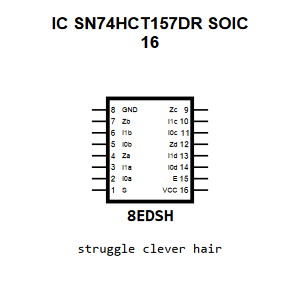 IC SN74HCT157DR SOIC
16
8 GND Zc 9
7 Zb I1c 10
6 I1b I0c 11
5 I0b Zd 12
4 Za I1d 13
3 I1a I0d 14
2 I0a E 15
1 S VCC 16
8EDSH
struggle clever hair